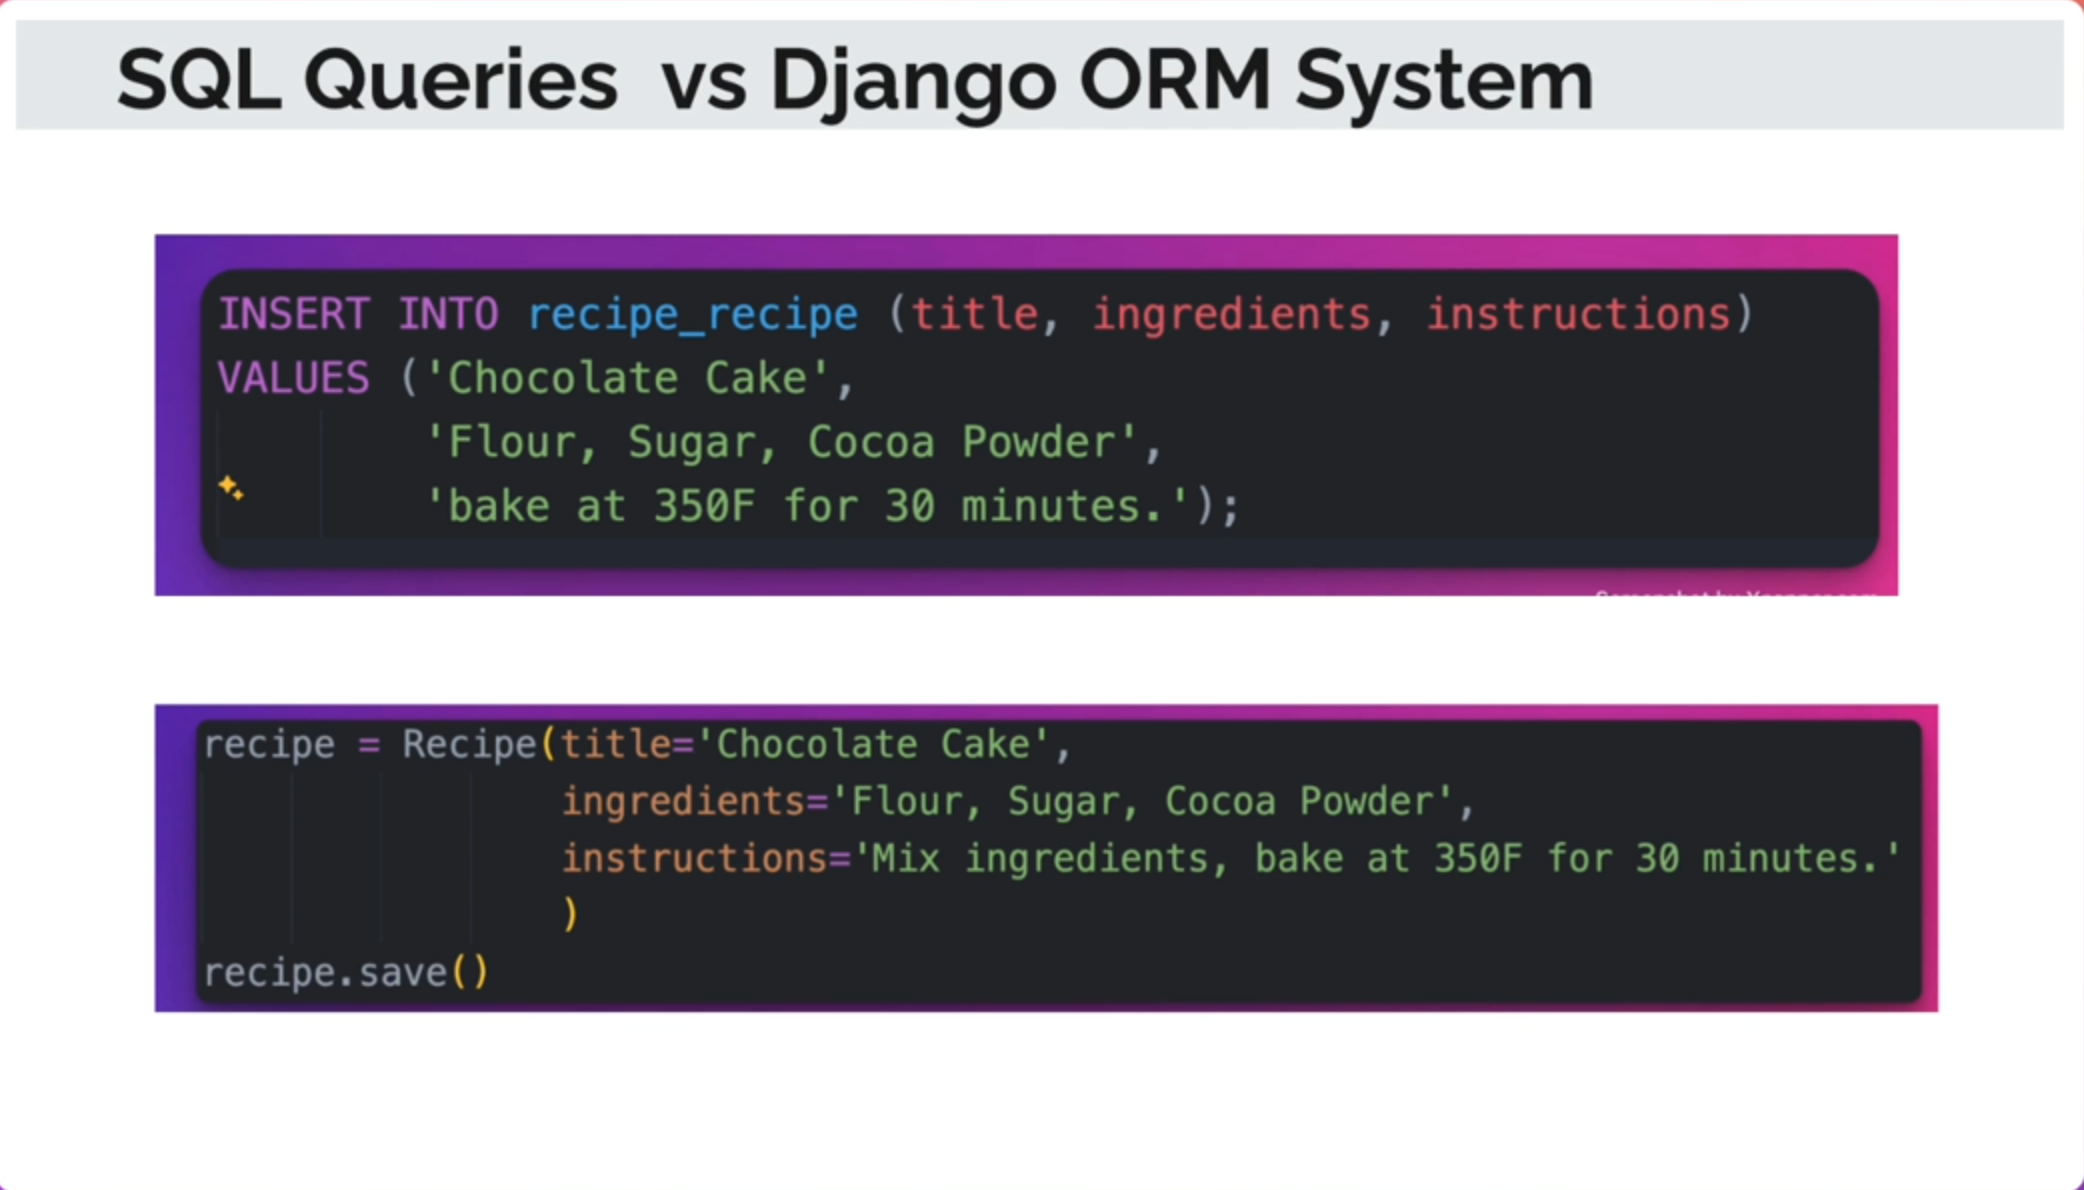 SQL Queries vs Django ORM System
INSERT INTO recipe_recipe (title, ingredients, instructions)
VALUES ('Chocolate Cake',
'Flour, Sugar, Cocoa Powder',
'bake at 350F for 30 minutes.');
recipe = Recipe(title='Chocolate Cake',
ingredients='Flour, Sugar, Cocoa Powder',
instructions='Mix ingredients, bake at 350F for 30 minutes.'
)
recipe.save()